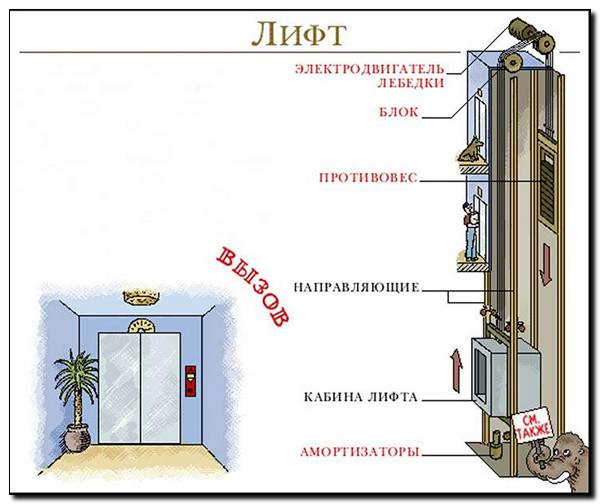 ЛИФТ
ЭЛЕКТРОДВИГАТЕЛЬ
ЛЕБЕДКИ
БЛОК
ПРОТИВОВЕС
ВЫЗОВ
НАПРАВЛЯЮЩИЕ
КАБИНА ЛИФТА
СМ.
ТАКЖЕ
АМОРТИЗАТОРЫ